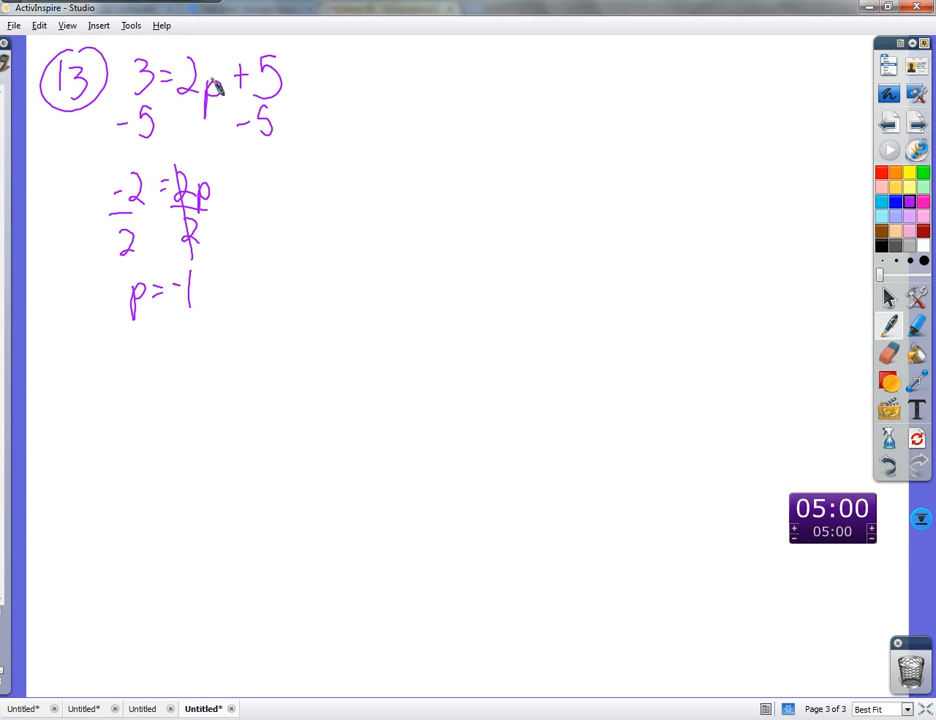 ActivInspire - Studio
File Edit View Insert Tools Help
13 3 = 2p + 5
-5 -5
-2 = 2p
2 2
p = -1
05:00
05:00
Untitled* Untitled* Untitled Untitled* Page 3 of 3 Best Fit